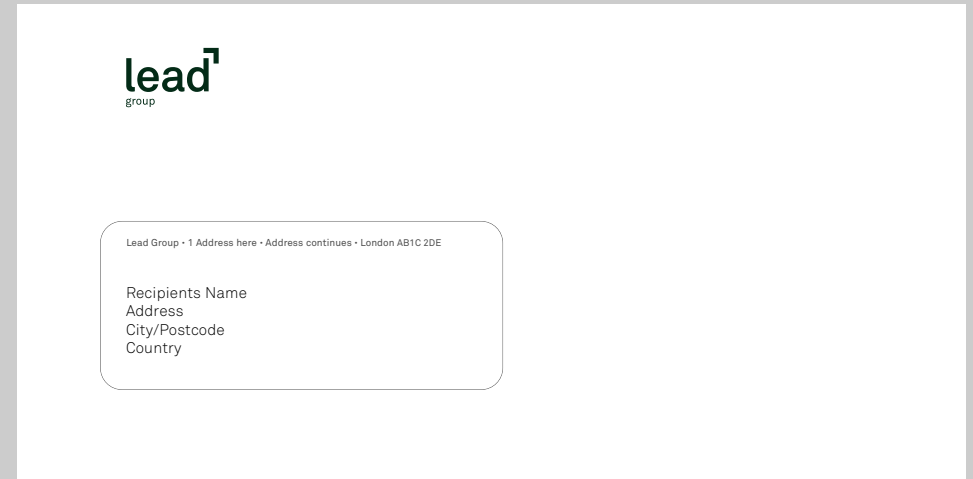 lead
group
Lead Group • 1 Address here • Address continues • London AB1C 2DE
Recipients Name
Address
City/Postcode
Country